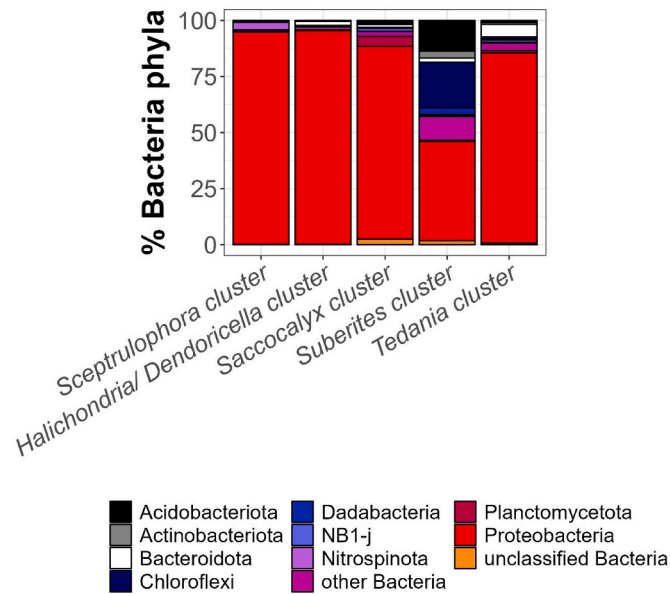 % Bacteria phyla
100
75
50
25
0
Sceptrulophora cluster
Halichondria/ Dendoricella cluster
Saccocalyx cluster
Suberites cluster
Tedania cluster
Acidobacteriota
Actinobacteriota
Bacteroidota
Chloroflexi
Dadabacteria
NB1-j
Nitrospinota
other Bacteria
Planctomycetota
Proteobacteria
unclassified Bacteria